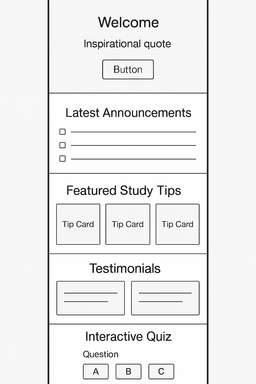 Welcome
Inspirational quote
Button
Latest Announcements
Featured Study Tips
Tip Card Tip Card Tip Card
Testimonials
Interactive Quiz
Question
A B C